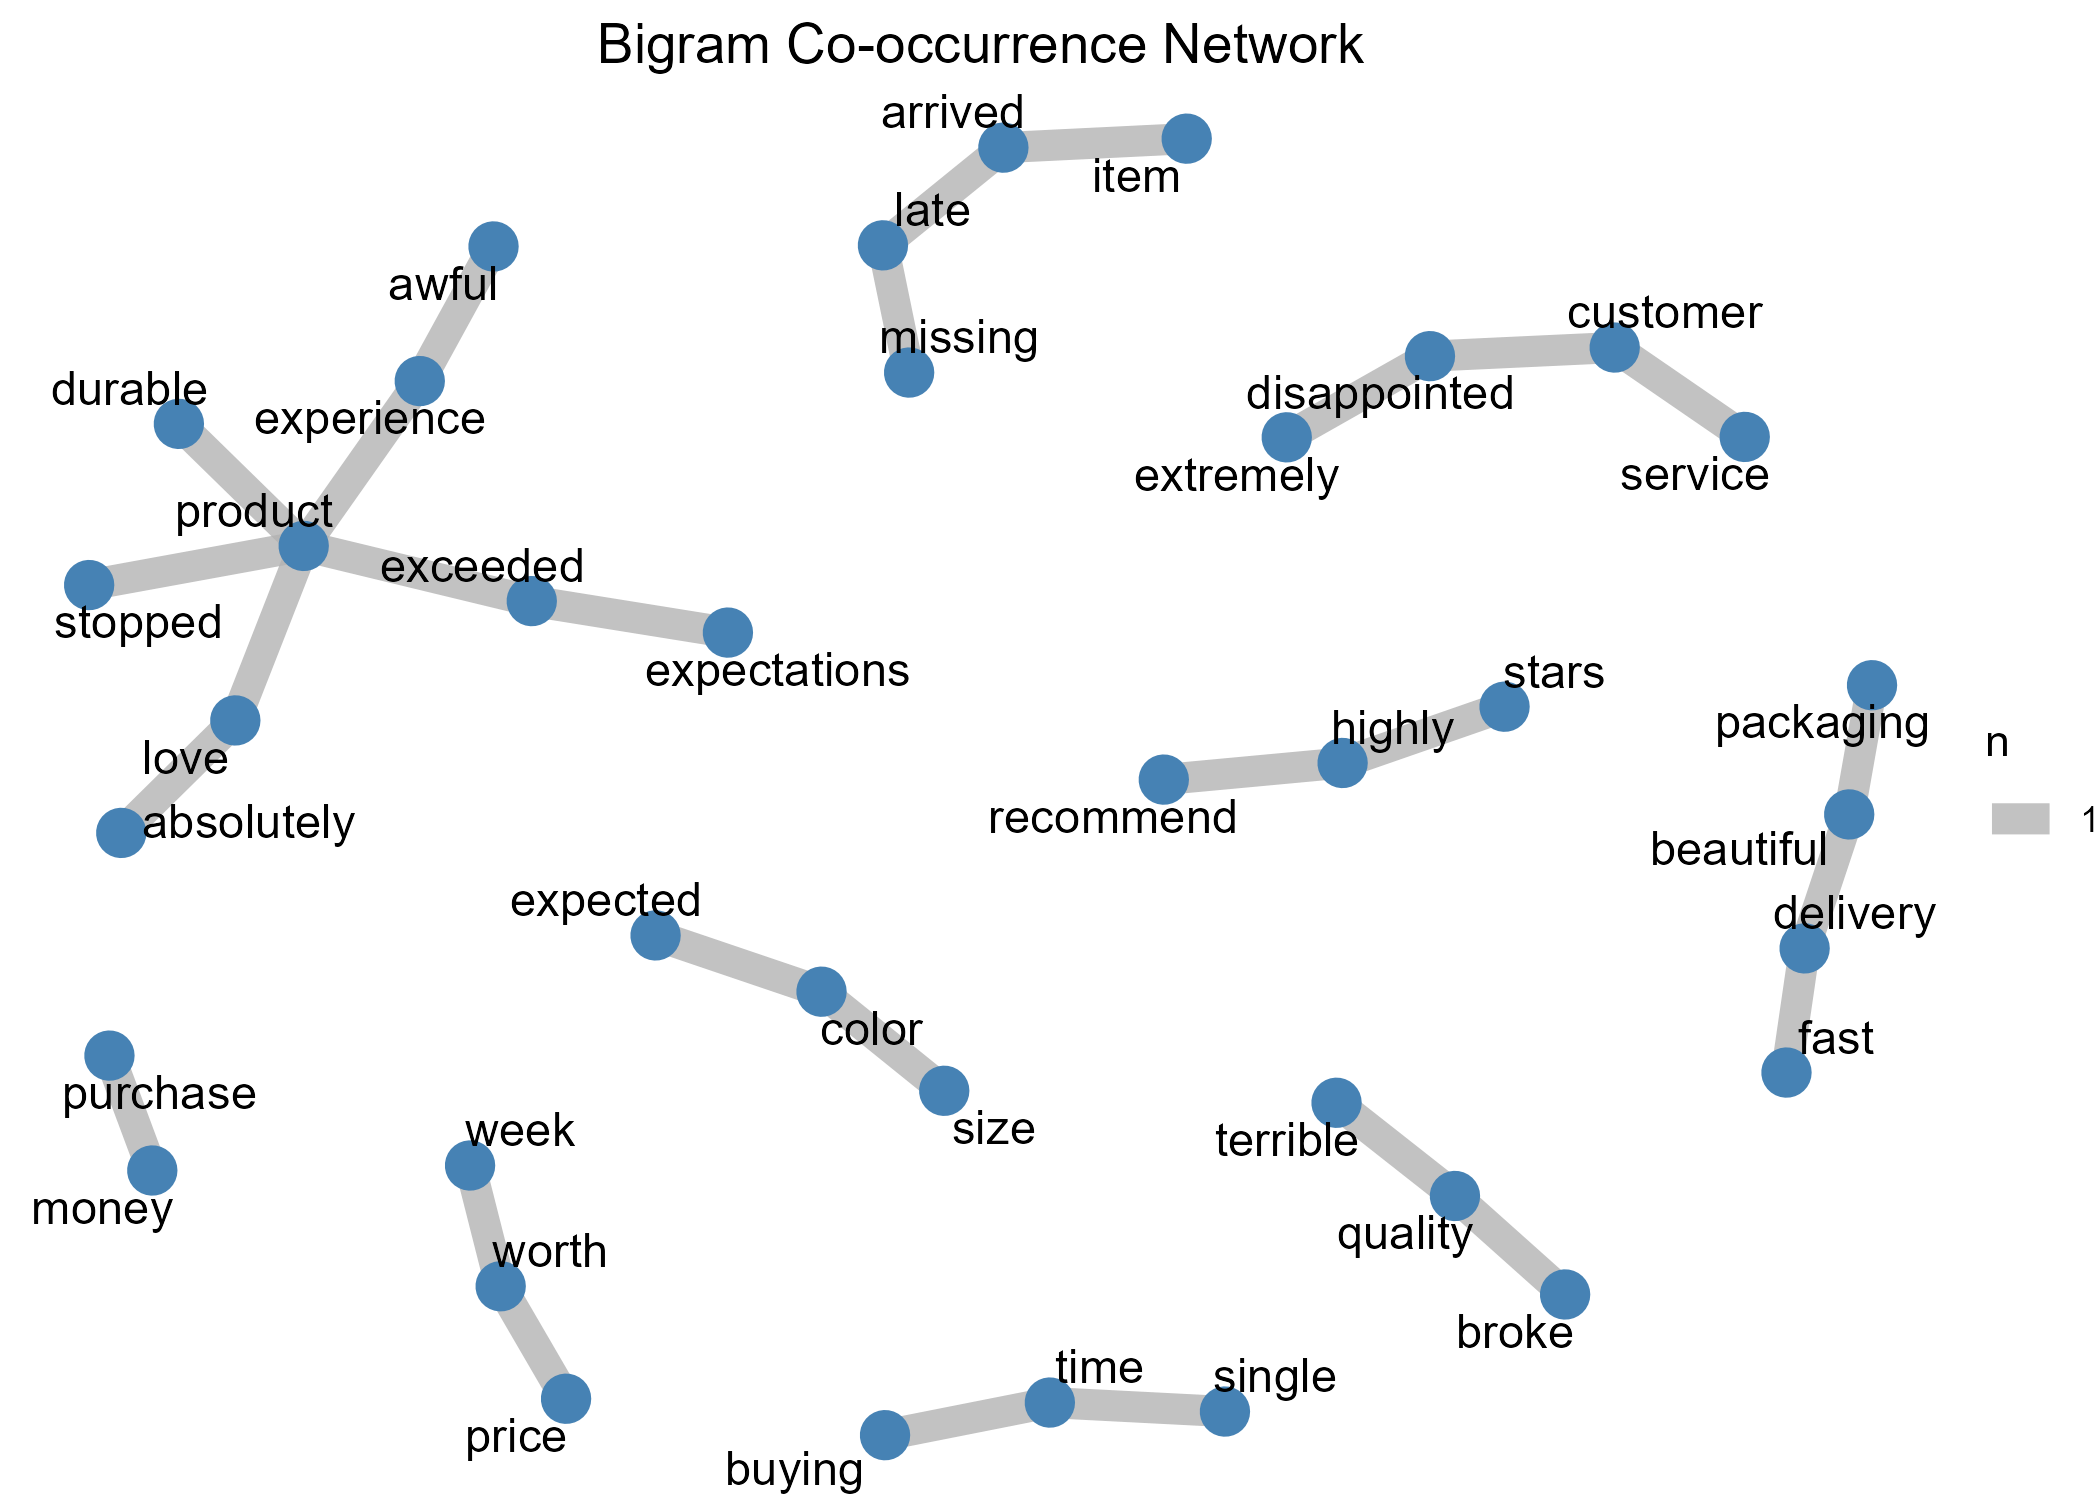 Bigram Co-occurrence Network
arrived
item
late
awful
customer
missing
durable
disappointed
experience
extremely
service
product
exceeded
stopped
expectations
stars
highly
packaging
n
love
recommend
absolutely
1
beautiful
expected
delivery
color
fast
purchase
week
size
terrible
money
worth
quality
broke
time
single
price
buying